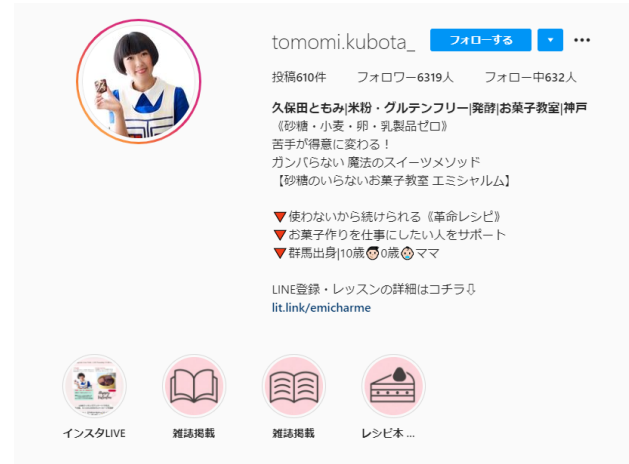 tomomi.kubota_ フォローする
投稿610件 フォロワー6319人 フォロー中632人
久保田ともみ|米粉・グルテンフリー|発酵|お菓子教室|神戸
《砂糖・小麦・卵・乳製品ゼロ》
苦手が得意に変わる！
ガンバらない 魔法のスイーツメソッド
【砂糖のいらないお菓子教室 エミシャルム】
🔻使わないから続けられる《革命レシピ》
🔻お菓子作りを仕事にしたい人をサポート
🔻群馬出身|10歳👦🏻0歳👶🏻ママ
LINE登録・レッスンの詳細はコチラ⇩
lit.link/emicharme
インスタLIVE 雑誌掲載 雑誌掲載 レシピ本 ...